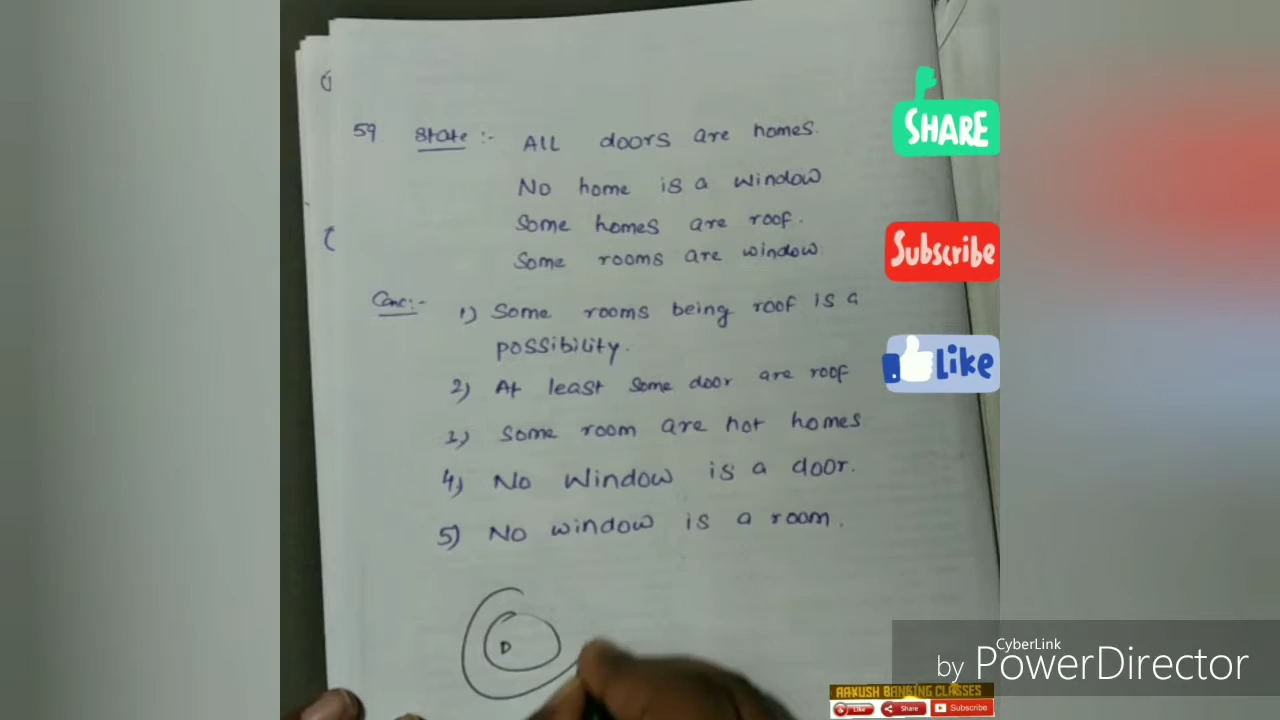 59 State :- All doors are homes.
No home is a window
Some homes are roof.
Some rooms are window.
Conc:- 1) Some rooms being roof is a
possibility.
2) At least some door are roof
3) Some room are not homes
4) No Window is a door.
5) No window is a room.
D
SHARE
Subscribe
Like
CyberLink
by PowerDirector
AAKUSH BANKING CLASSES
Like Share Subscribe